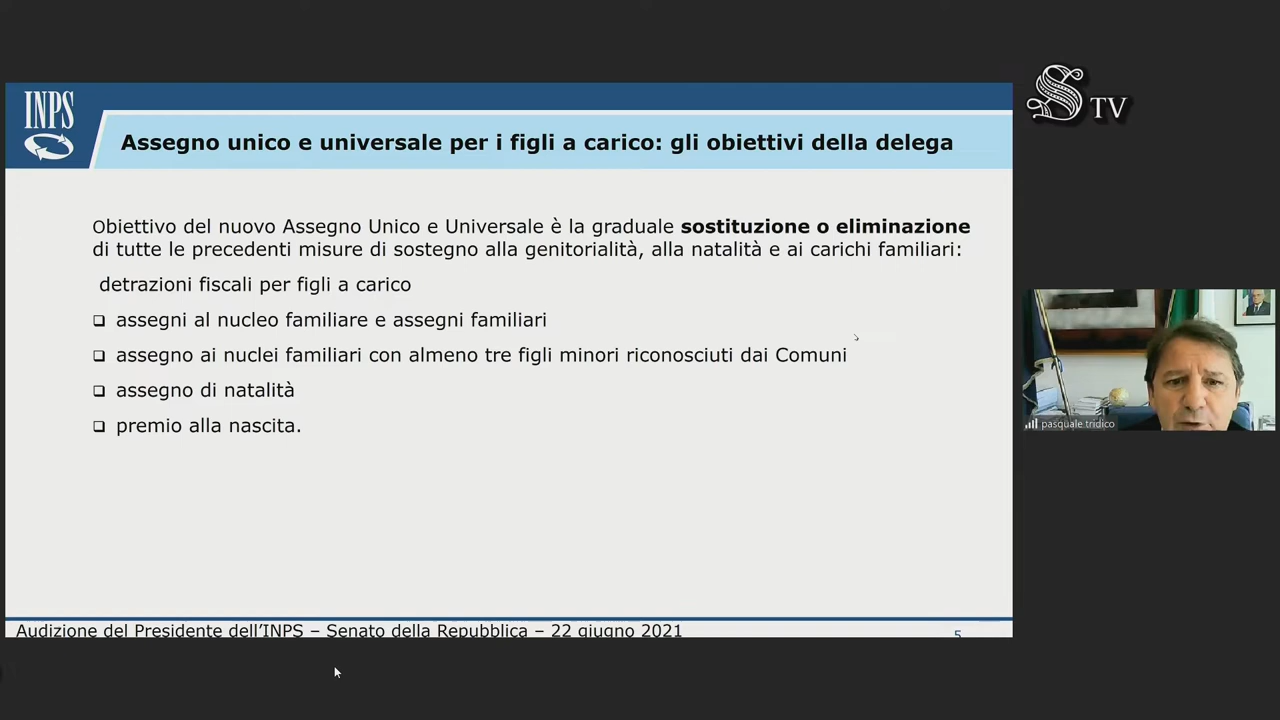 INPS
S TV
Assegno unico e universale per i figli a carico: gli obiettivi della delega
Obiettivo del nuovo Assegno Unico e Universale è la graduale sostituzione o eliminazione
di tutte le precedenti misure di sostegno alla genitorialità, alla natalità e ai carichi familiari:
detrazioni fiscali per figli a carico
assegni al nucleo familiare e assegni familiari
assegno ai nuclei familiari con almeno tre figli minori riconosciuti dai Comuni
assegno di natalità
premio alla nascita.
pasquale tridico
Audizione del Presidente dell'INPS – Senato della Repubblica – 22 giugno 2021
5